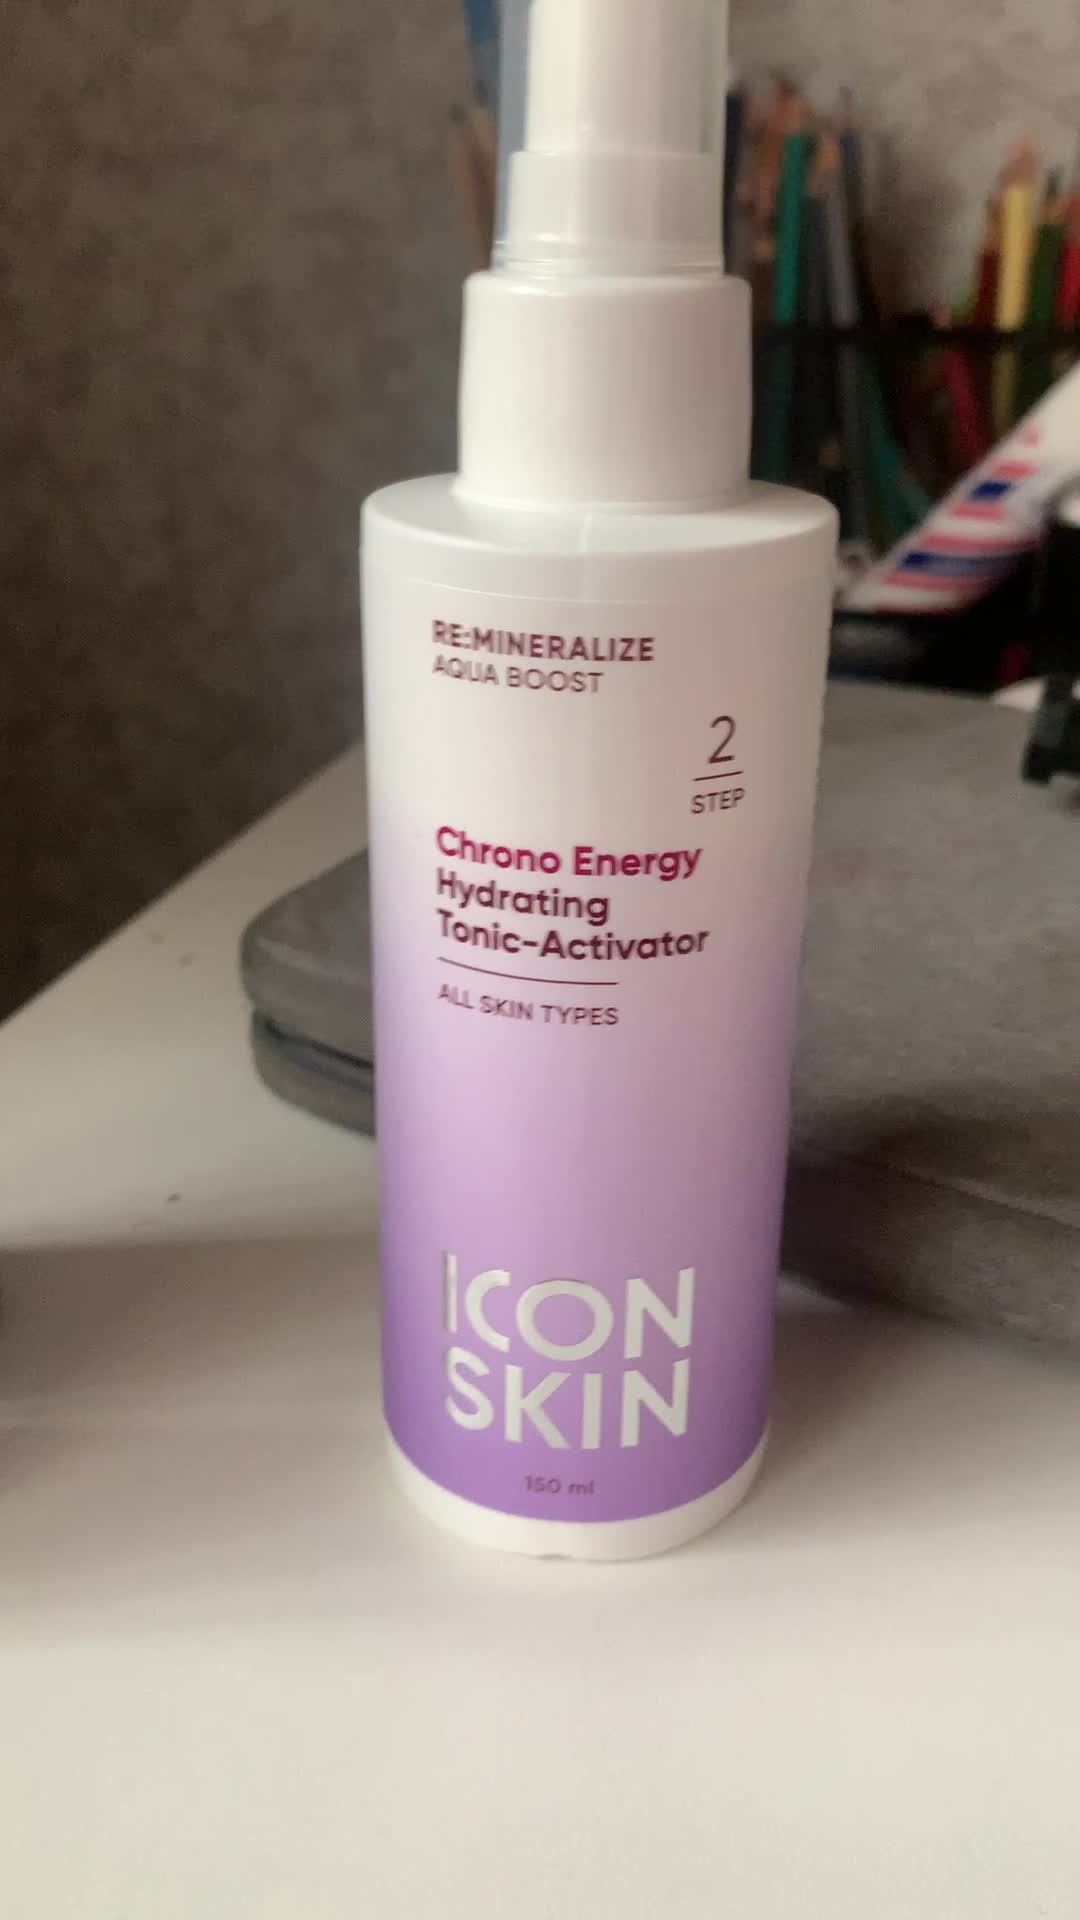 RE:MINERALIZE
AQUA BOOST
2
STEP
Chrono Energy
Hydrating
Tonic-Activator
ALL SKIN TYPES
ICON
SKIN
150 ml